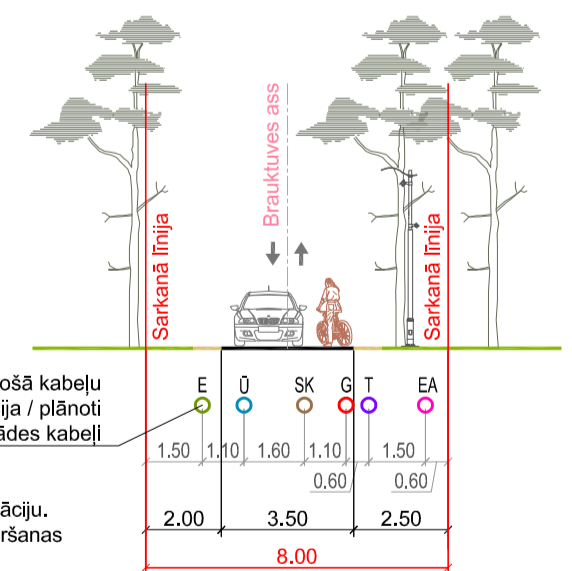 Brauktuves ass
Sarkanā līnija
Sarkanā līnija
ošā kabeļu
ija / plānoti
ādes kabeļi
E Ū SK G T EA
1.50 1.10 1.60 1.10 1.50
0.60 0.60
āciju.
ršanas
2.00 3.50 2.50
8.00